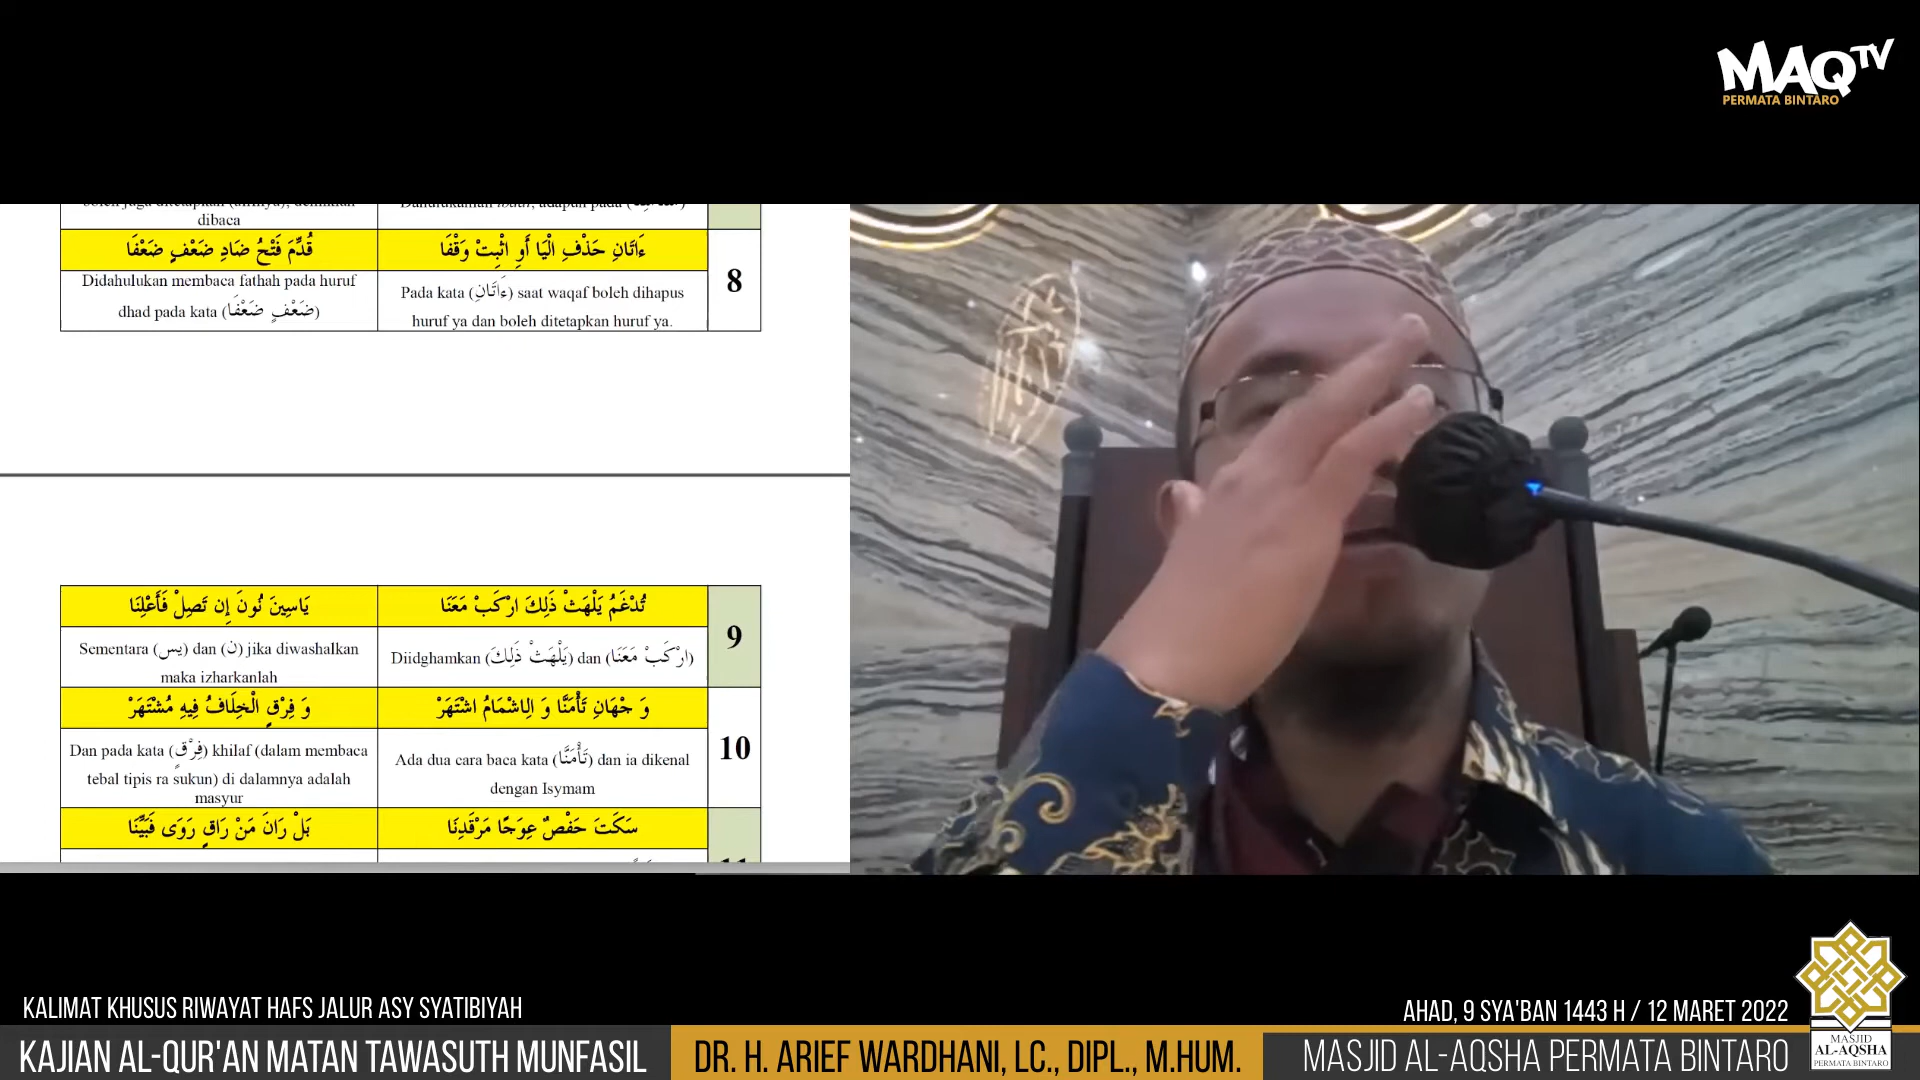 MAQ TV
PERMATA BINTARO
dibaca
قُدِّمَ فَتْحُ ضَادِ ضَعْفٍ ضَعْفَا
ءَاتَانِ حَذْفِ الْيَا أَوِ اثْبِتْ وَقْفَا
8
Didahulukan membaca fathah pada huruf
dhad pada kata (ضَعْفٍ ضَعْفَا)
Pada kata (ءَاتَانِ) saat waqaf boleh dihapus
huruf ya dan boleh ditetapkan huruf ya.
يَاسِينَ نُونَ إِن تَصِلْ فَأَعْلِنَا
تُدْغَمُ يَلْهَثْ ذَلِكَ ارْكَبْ مَعَنَا
9
Sementara (يس) dan (ن) jika diwashalkan
maka izharkanlah
Diidghamkan (يَلْهَثْ ذَلِكَ) dan (ارْكَبْ مَعَنَا)
وَ فِرْقٍ الْخِلَافُ فِيهِ مُشْتَهَرْ
وَ جْهَانِ تَأْمَنَّا وَ الِاشْمَامُ اشْتَهَرْ
10
Dan pada kata (فِرْقٍ) khilaf (dalam membaca
tebal tipis ra sukun) di dalamnya adalah
masyur
Ada dua cara baca kata (تَأْمَنَّا) dan ia dikenal
dengan Isymam
بَلْ رَانَ مَنْ رَاقٍ رَوَى فَبَيِّنَا
سَكَتَ حَفْصٌ عِوَجًا مَرْقَدِنَا
KALIMAT KHUSUS RIWAYAT HAFS JALUR ASY SYATIBIYAH
AHAD, 9 SYA'BAN 1443 H / 12 MARET 2022
KAJIAN AL-QUR'AN MATAN TAWASUTH MUNFASIL
DR. H. ARIEF WARDHANI, LC., DIPL., M.HUM.
MASJID AL-AQSHA PERMATA BINTARO
MASJID
AL-AQSHA
PERMATA BINTARO